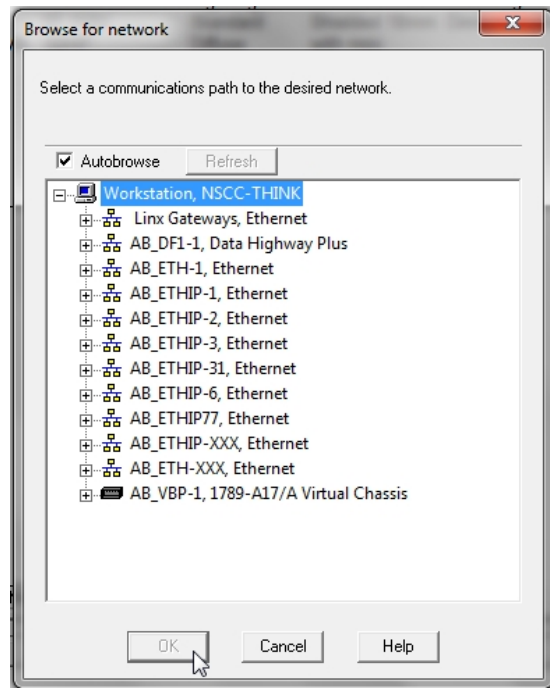 Browse for network
Select a communications path to the desired network.
Autobrowse
Refresh
Workstation, NSCC-THINK
Linx Gateways, Ethernet
AB_DF1-1, Data Highway Plus
AB_ETH-1, Ethernet
AB_ETHIP-1, Ethernet
AB_ETHIP-2, Ethernet
AB_ETHIP-3, Ethernet
AB_ETHIP-31, Ethernet
AB_ETHIP-6, Ethernet
AB_ETHIP77, Ethernet
AB_ETHIP-XXX, Ethernet
AB_ETH-XXX, Ethernet
AB_VBP-1, 1789-A17/A Virtual Chassis
OK
Cancel
Help